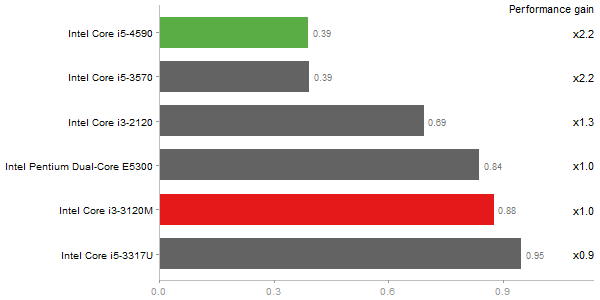 Performance gain
Intel Core i5-4590 0.39 x2.2
Intel Core i5-3570 0.39 x2.2
Intel Core i3-2120 0.69 x1.3
Intel Pentium Dual-Core E5300 0.84 x1.0
Intel Core i3-3120M 0.88 x1.0
Intel Core i5-3317U 0.95 x0.9
0.0 0.3 0.6 0.9